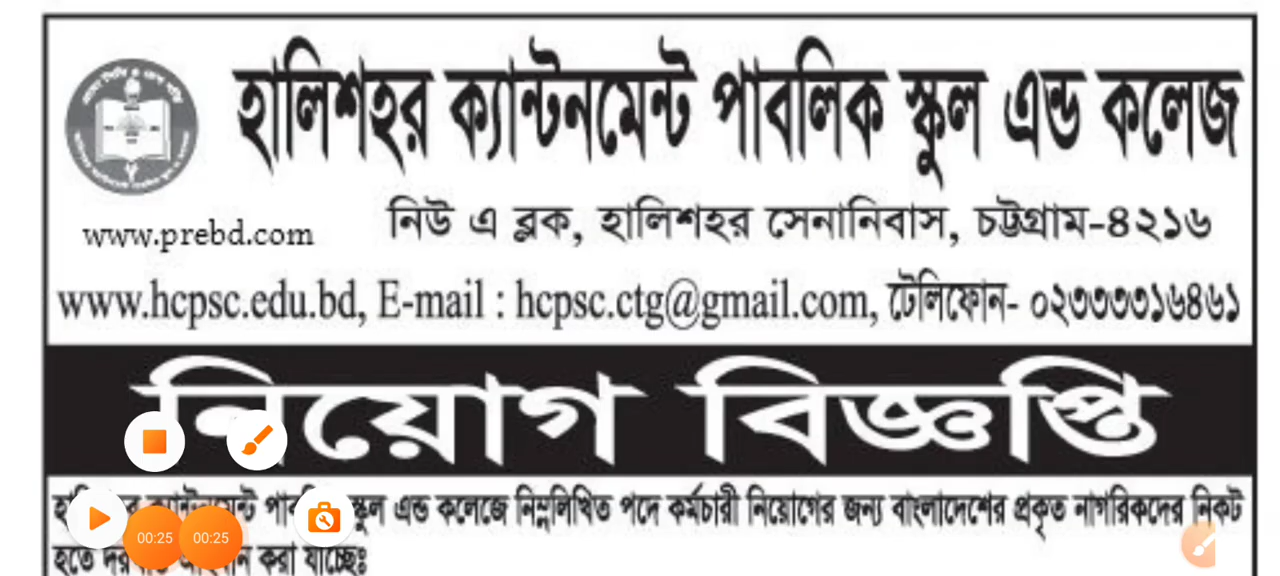 হালিশহর ক্যান্টনমেন্ট পাবলিক স্কুল এন্ড কলেজ
www.prebd.com
নিউ এ ব্লক, হালিশহর সেনানিবাস, চট্টগ্রাম-৪২১৬
www.hcpsc.edu.bd, E-mail : hcpsc.ctg@gmail.com, টেলিফোন- ০২৩৩৩৩১৬৪৬১
নিয়োগ বিজ্ঞপ্তি
স্কুল এন্ড কলেজে নিম্নলিখিত পদে কর্মচারী নিয়োগের জন্য বাংলাদেশের প্রকৃত নাগরিকদের নিকট
হতে করা যাচ্ছেঃ
00:25 00:25